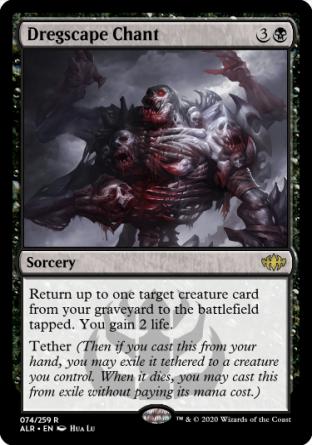 Dregscape Chant 3
Sorcery
Return up to one target creature card
from your graveyard to the battlefield
tapped. You gain 2 life.
Tether (Then if you cast this from your
hand, you may exile it tethered to a creature
you control. When it dies, you may cast this
from exile without paying its mana cost.)
074/259 R
ALR • EN Hua Lu
™ & © 2020 Wizards of the Coast